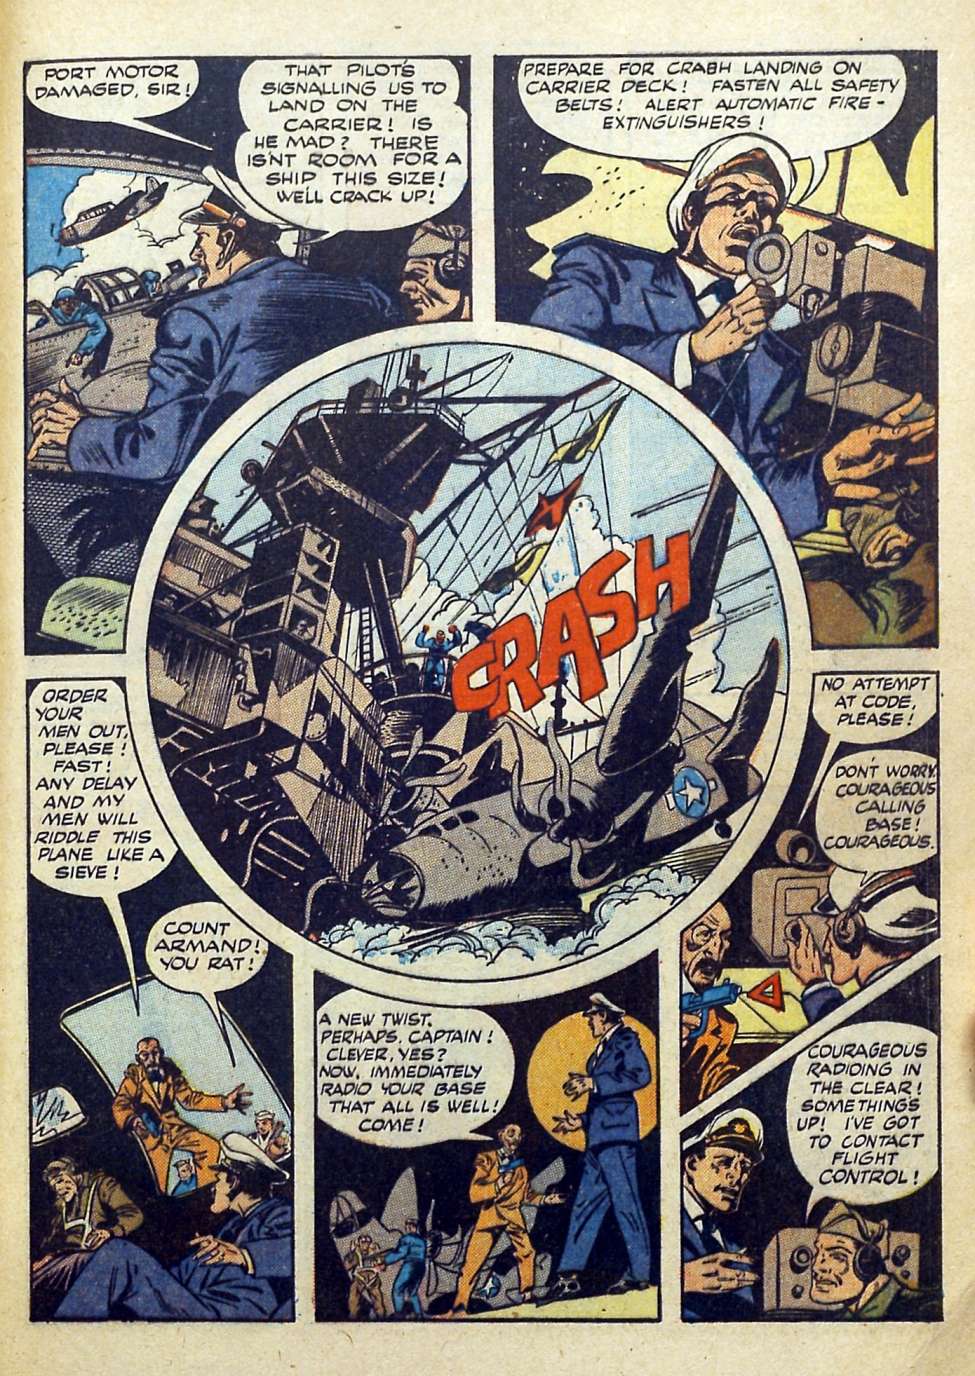 PORT MOTOR
DAMAGED, SIR!
THAT PILOT'S
SIGNALLING US TO
LAND ON THE
CARRIER! IS
HE MAD? THERE
ISN'T ROOM FOR A
SHIP THIS SIZE!
WE'LL CRACK UP!
PREPARE FOR CRASH LANDING ON
CARRIER DECK! FASTEN ALL SAFETY
BELTS! ALERT AUTOMATIC FIRE-
EXTINGUISHERS!
CRASH
ORDER
YOUR
MEN OUT,
PLEASE!
FAST!
ANY DELAY
AND MY
MEN WILL
RIDDLE THIS
PLANE LIKE A
SIEVE!
COUNT
ARMAND!
YOU RAT!
A NEW TWIST,
PERHAPS, CAPTAIN!
CLEVER, YES?
NOW, IMMEDIATELY
RADIO YOUR BASE
THAT ALL IS WELL!
COME!
NO ATTEMPT
AT CODE,
PLEASE!
DON'T WORRY.
COURAGEOUS
CALLING
BASE!
COURAGEOUS.
COURAGEOUS
RADIOING IN
THE CLEAR!
SOMETHING'S
UP! I'VE GOT
TO CONTACT
FLIGHT
CONTROL!